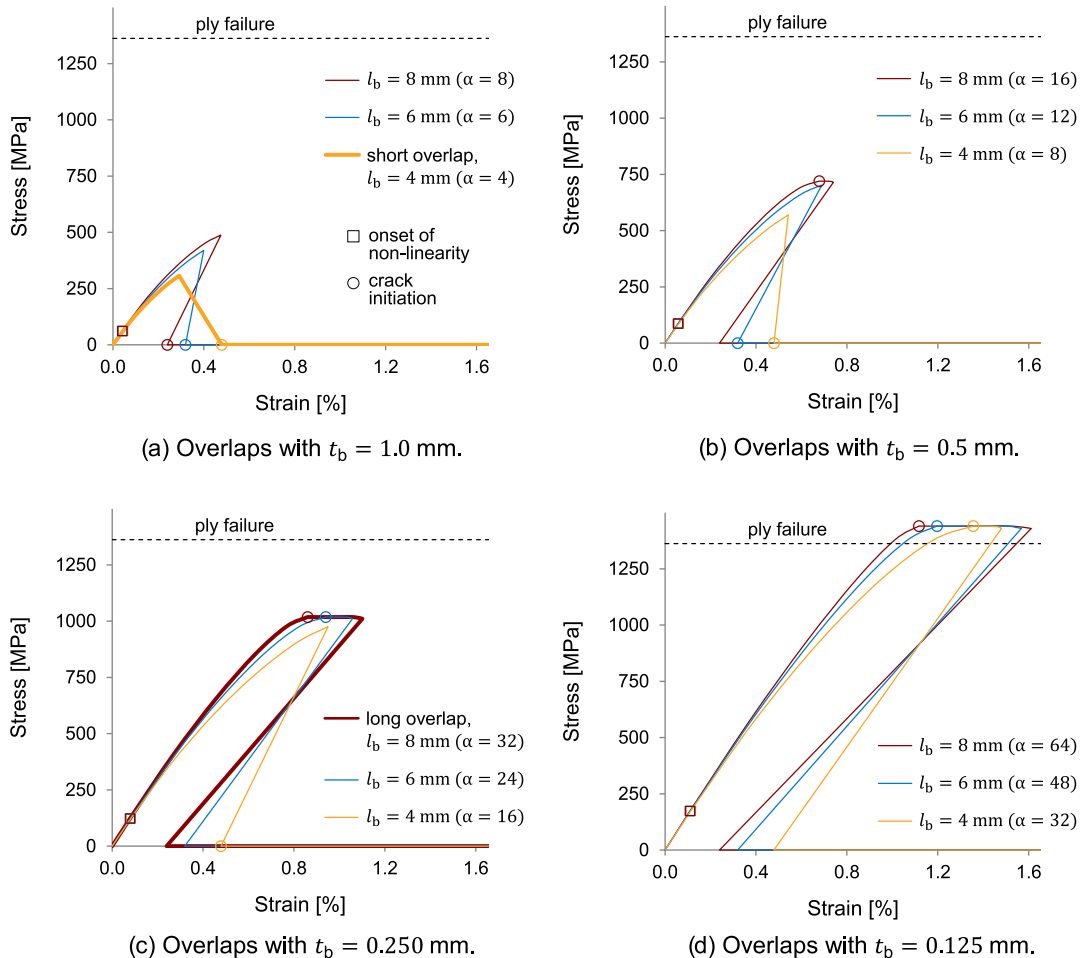 ply failure
1250
1000
750
500
250
0
Stress [MPa]
l_b = 8 mm (α = 8)
l_b = 6 mm (α = 6)
short overlap,
l_b = 4 mm (α = 4)
onset of
non-linearity
crack
initiation
0.0 0.4 0.8 1.2 1.6
Strain [%]
(a) Overlaps with t_b = 1.0 mm.
ply failure
1250
1000
750
500
250
0
Stress [MPa]
l_b = 8 mm (α = 16)
l_b = 6 mm (α = 12)
l_b = 4 mm (α = 8)
0.0 0.4 0.8 1.2 1.6
Strain [%]
(b) Overlaps with t_b = 0.5 mm.
ply failure
1250
1000
750
500
250
0
Stress [MPa]
long overlap,
l_b = 8 mm (α = 32)
l_b = 6 mm (α = 24)
l_b = 4 mm (α = 16)
0.0 0.4 0.8 1.2 1.6
Strain [%]
(c) Overlaps with t_b = 0.250 mm.
ply failure
1250
1000
750
500
250
0
Stress [MPa]
l_b = 8 mm (α = 64)
l_b = 6 mm (α = 48)
l_b = 4 mm (α = 32)
0.0 0.4 0.8 1.2 1.6
Strain [%]
(d) Overlaps with t_b = 0.125 mm.